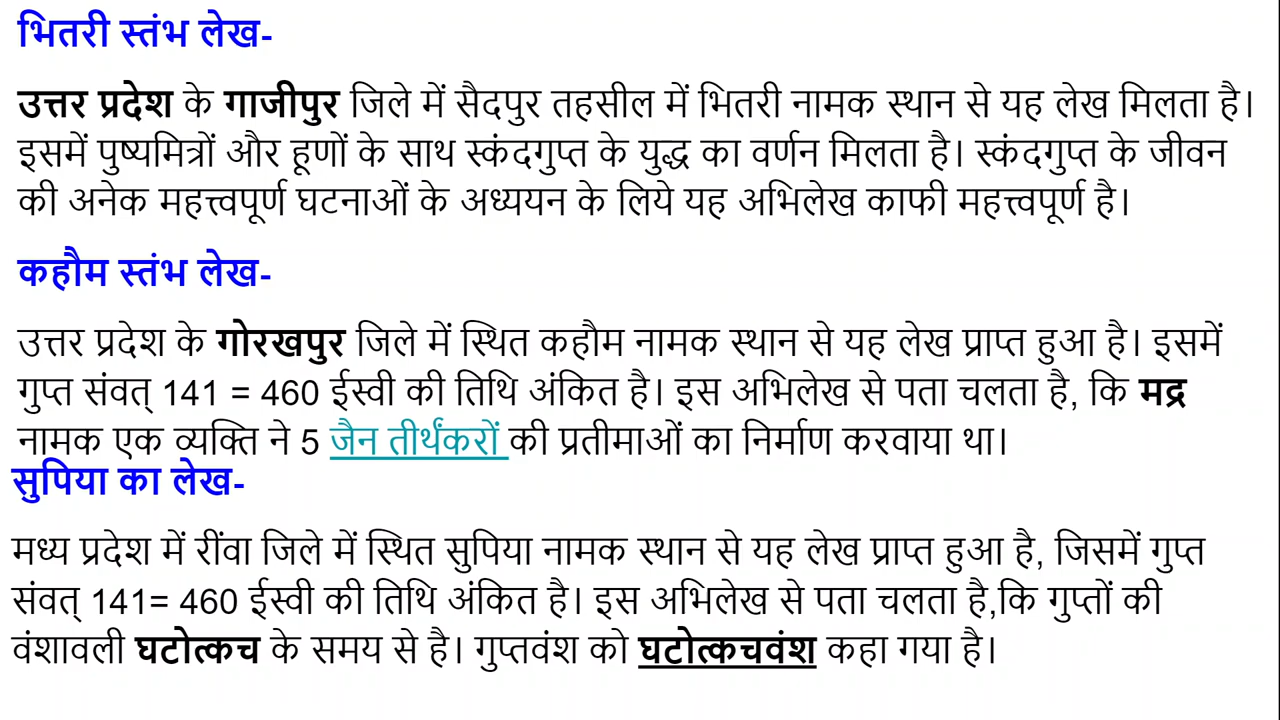 भितरी स्तंभ लेख-
उत्तर प्रदेश के गाजीपुर जिले में सैदपुर तहसील में भितरी नामक स्थान से यह लेख मिलता है।
इसमें पुष्यमित्रों और हूणों के साथ स्कंदगुप्त के युद्ध का वर्णन मिलता है। स्कंदगुप्त के जीवन
की अनेक महत्त्वपूर्ण घटनाओं के अध्ययन के लिये यह अभिलेख काफी महत्त्वपूर्ण है।
कहौम स्तंभ लेख-
उत्तर प्रदेश के गोरखपुर जिले में स्थित कहौम नामक स्थान से यह लेख प्राप्त हुआ है। इसमें
गुप्त संवत् 141 = 460 ईस्वी की तिथि अंकित है। इस अभिलेख से पता चलता है, कि मद्र
नामक एक व्यक्ति ने 5 जैन तीर्थंकरों की प्रतीमाओं का निर्माण करवाया था।
सुपिया का लेख-
मध्य प्रदेश में रींवा जिले में स्थित सुपिया नामक स्थान से यह लेख प्राप्त हुआ है, जिसमें गुप्त
संवत् 141= 460 ईस्वी की तिथि अंकित है। इस अभिलेख से पता चलता है,कि गुप्तों की
वंशावली घटोत्कच के समय से है। गुप्तवंश को घटोत्कचवंश कहा गया है।